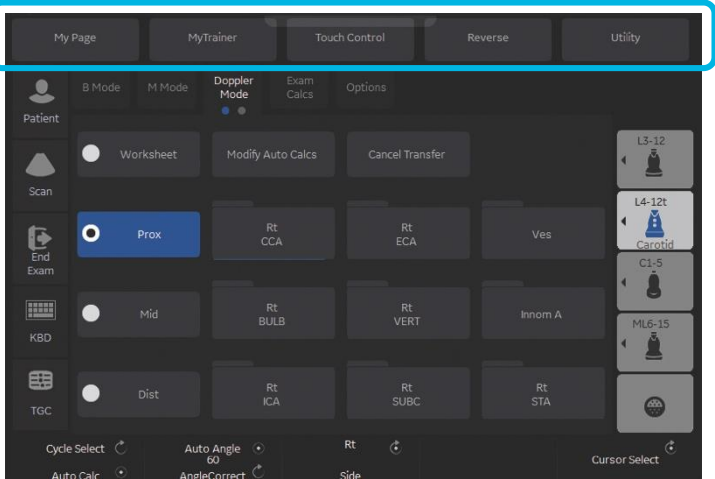 My Page MyTrainer Touch Control Reverse Utility
Patient
B Mode M Mode Doppler Mode Exam Calcs Options
Worksheet Modify Auto Calcs Cancel Transfer
L3-12
Scan
Prox Rt CCA Rt ECA Ves
L4-12t
Carotid
End Exam
C1-5
Mid Rt BULB Rt VERT Innom A
KBD
ML6-15
Dist Rt ICA Rt SUBC Rt STA
TGC
Cycle Select Auto Angle 60 Rt Cursor Select
Auto Calc AngleCorrect Side